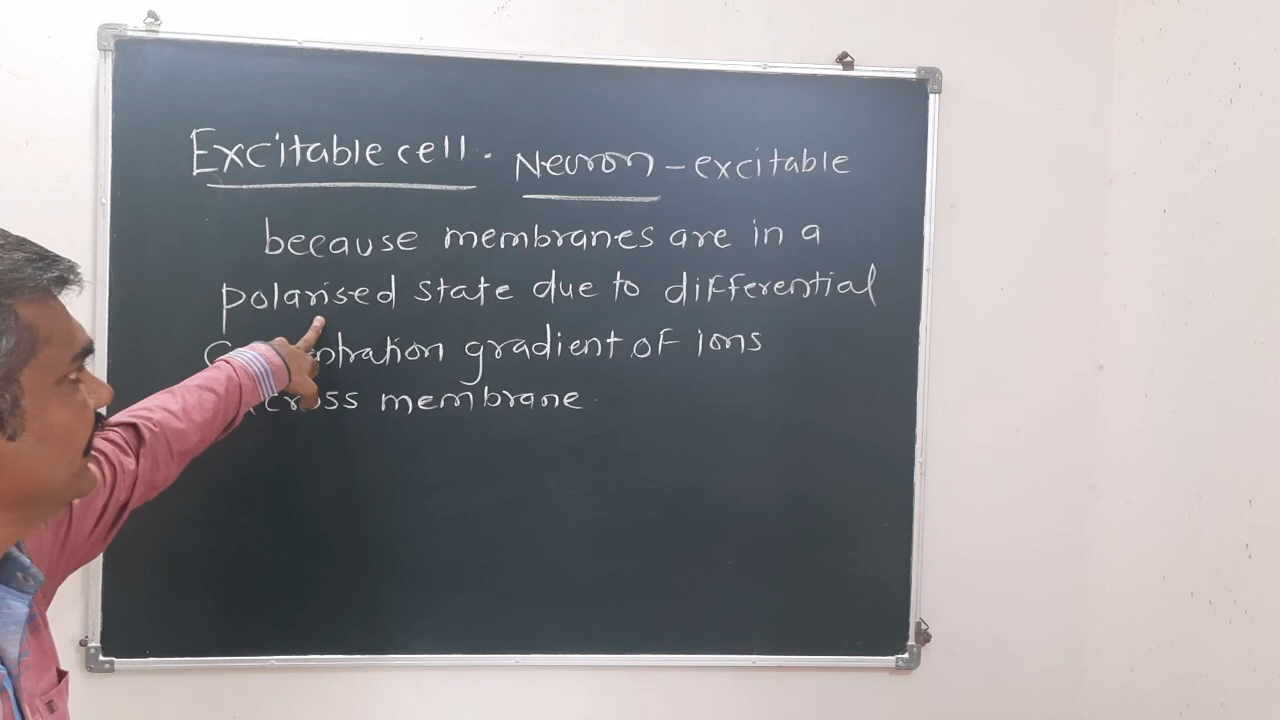 Excitable cell. Neuron - excitable
because membranes are in a
polarised state due to differential
gradient of ions
membrane.